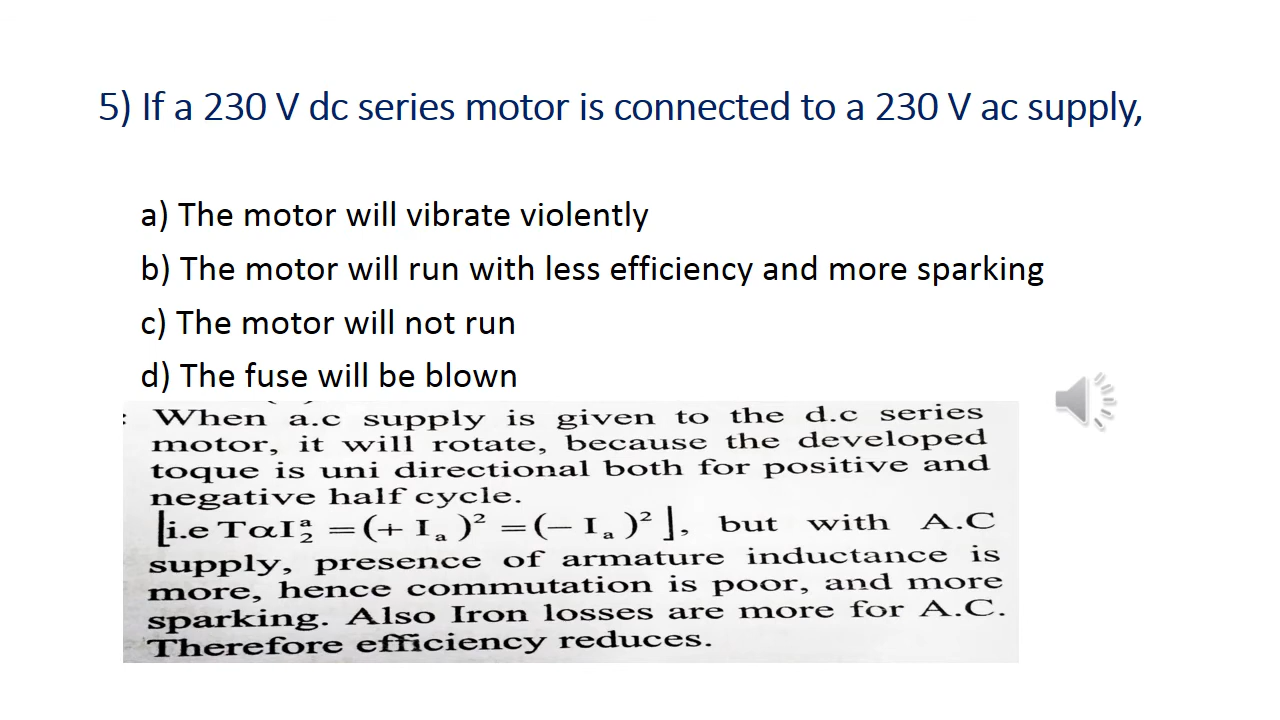 5) If a 230 V dc series motor is connected to a 230 V ac supply,
a) The motor will vibrate violently
b) The motor will run with less efficiency and more sparking
c) The motor will not run
d) The fuse will be blown
: When a.c supply is given to the d.c series
motor, it will rotate, because the developed
toque is uni directional both for positive and
negative half cycle.
⌊i.e TαI₂ᵃ =(+ Iₐ )² =(− Iₐ )² ⌋, but with A.C
supply, presence of armature inductance is
more, hence commutation is poor, and more
sparking. Also Iron losses are more for A.C.
Therefore efficiency reduces.